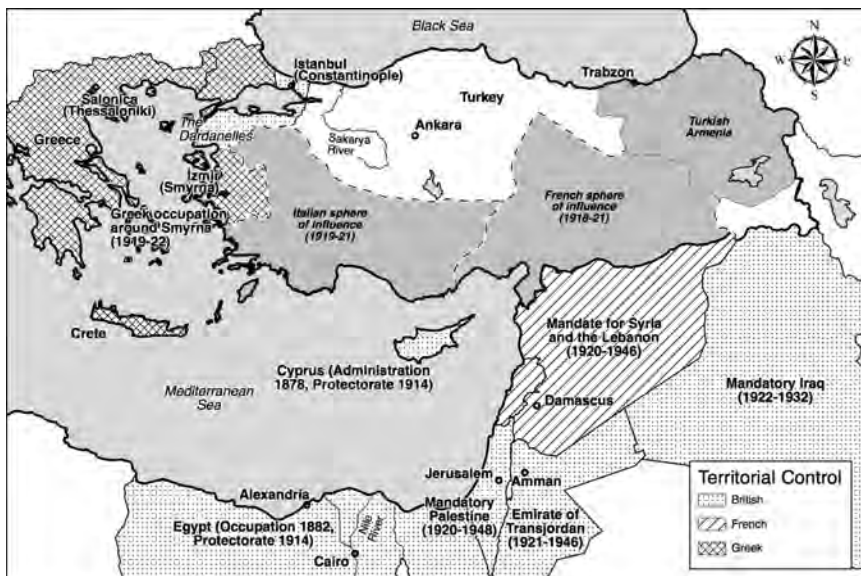 Black Sea
N
W
E
S
Istanbul
(Constantinople)
Trabzon
Salonica
(Thessaloniki)
Turkey
The
Dardanelles
Ankara
Turkish
Armenia
Greece
Sakarya
River
Izmir
(Smyrna)
Greek occupation
around Smyrna
(1919-22)
Italian sphere
of influence
(1919-21)
French sphere
of influence
(1918-21)
Crete
Mandate for Syria
and the Lebanon
(1920-1946)
Cyprus (Administration
1878, Protectorate 1914)
Mediterranean
Sea
Mandatory Iraq
(1922-1932)
Damascus
Jerusalem
Amman
Alexandria
Mandatory
Palestine
(1920-1948)
Emirate of
Transjordan
(1921-1946)
Egypt (Occupation 1882,
Protectorate 1914)
Nile
River
Cairo
Territorial Control
British
French
Greek